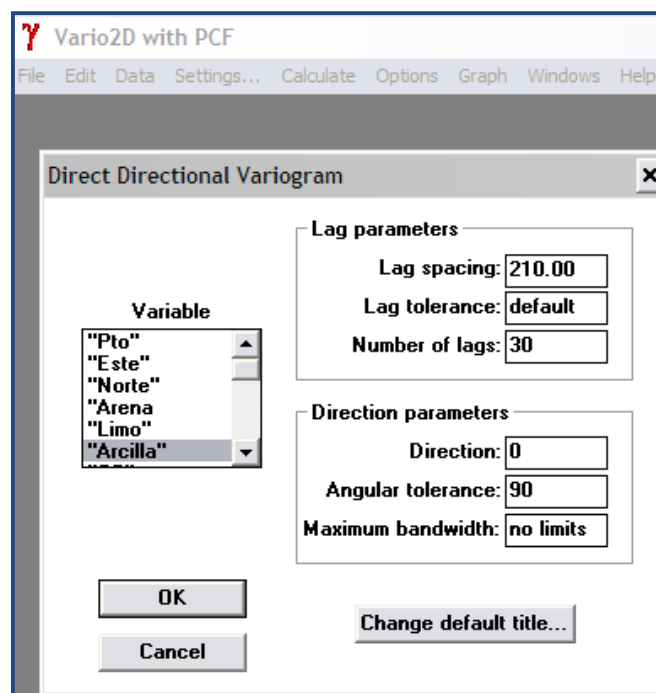 γ Vario2D with PCF
File Edit Data Settings... Calculate Options Graph Windows Help
Direct Directional Variogram
Variable
"Pto"
"Este"
"Norte"
"Arena
"Limo"
"Arcilla"
Lag parameters
Lag spacing: 210.00
Lag tolerance: default
Number of lags: 30
Direction parameters
Direction: 0
Angular tolerance: 90
Maximum bandwidth: no limits
OK
Cancel
Change default title...